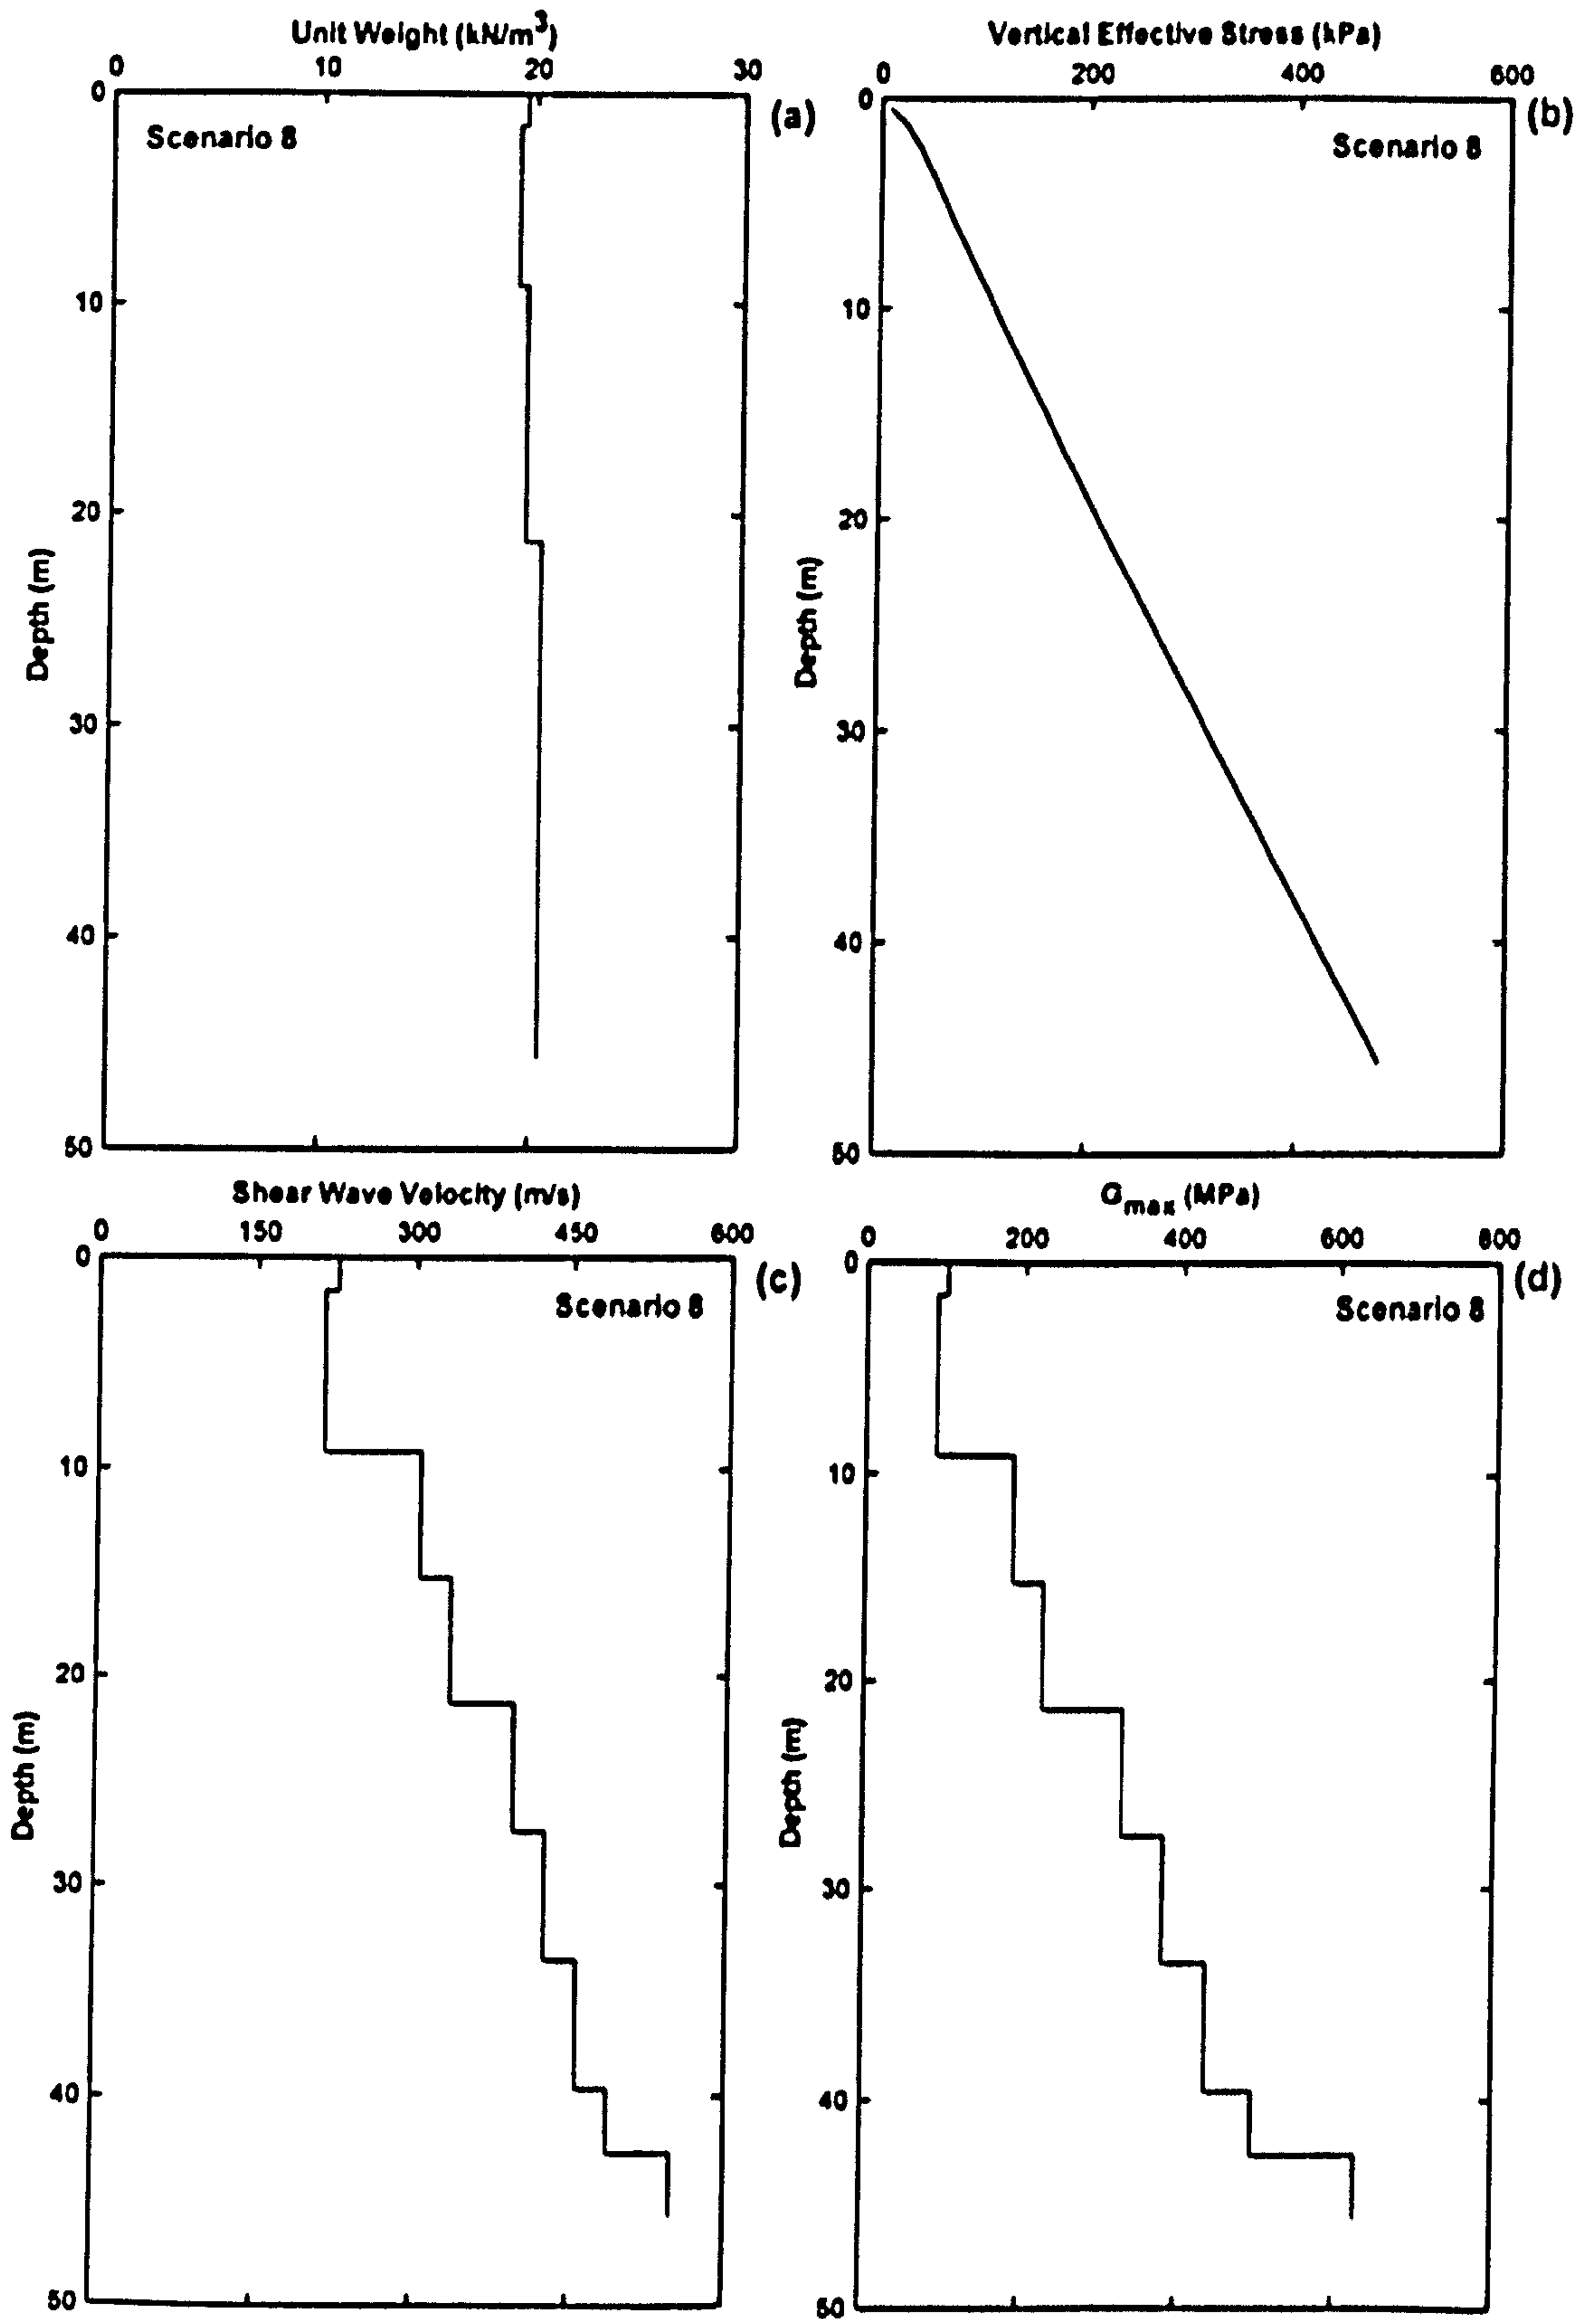 Unit Weight (kN/m³)
0 10 20 30
0
10
20
30
40
50
Depth (m)
Scenario 8
(a)
Vertical Effective Stress (kPa)
0 200 400 600
0
10
20
30
40
50
Depth (m)
Scenario 8
(b)
Shear Wave Velocity (m/s)
0 150 300 450 600
0
10
20
30
40
50
Depth (m)
Scenario 8
(c)
Gmax (MPa)
0 200 400 600 800
0
10
20
30
40
50
Depth (m)
Scenario 8
(d)